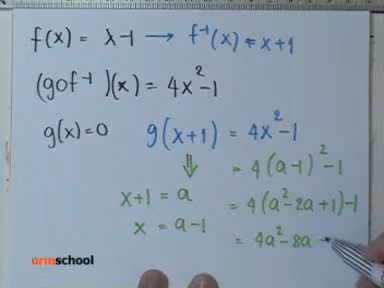 f(x) = x-1 → f⁻¹(x) = x+1
(gof⁻¹)(x) = 4x²-1
g(x)=0
g(x+1) = 4x²-1
⇓
x+1 = a
x = a-1
= 4(a-1)²-1
= 4(a²-2a+1)-1
= 4a²-8a
ormschool